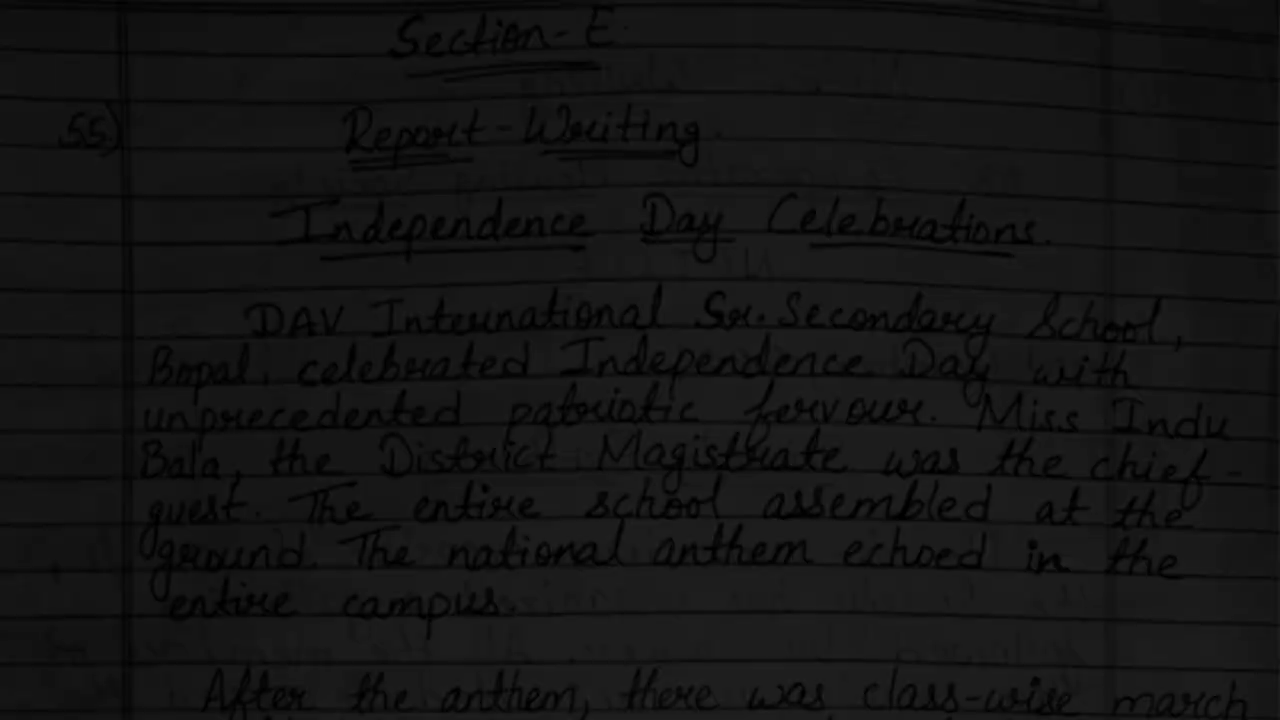 Section-E
55) Report-Writing.
Independence Day Celebrations.
DAV International Sr. Secondary School,
Bopal, celebrated Independence Day with
unprecedented patriotic fervour. Miss Indu
Bala, the District Magistrate was the chief-
guest. The entire school assembled at the
ground. The national anthem echoed in the
entire campus.
After the anthem, there was class-wise march